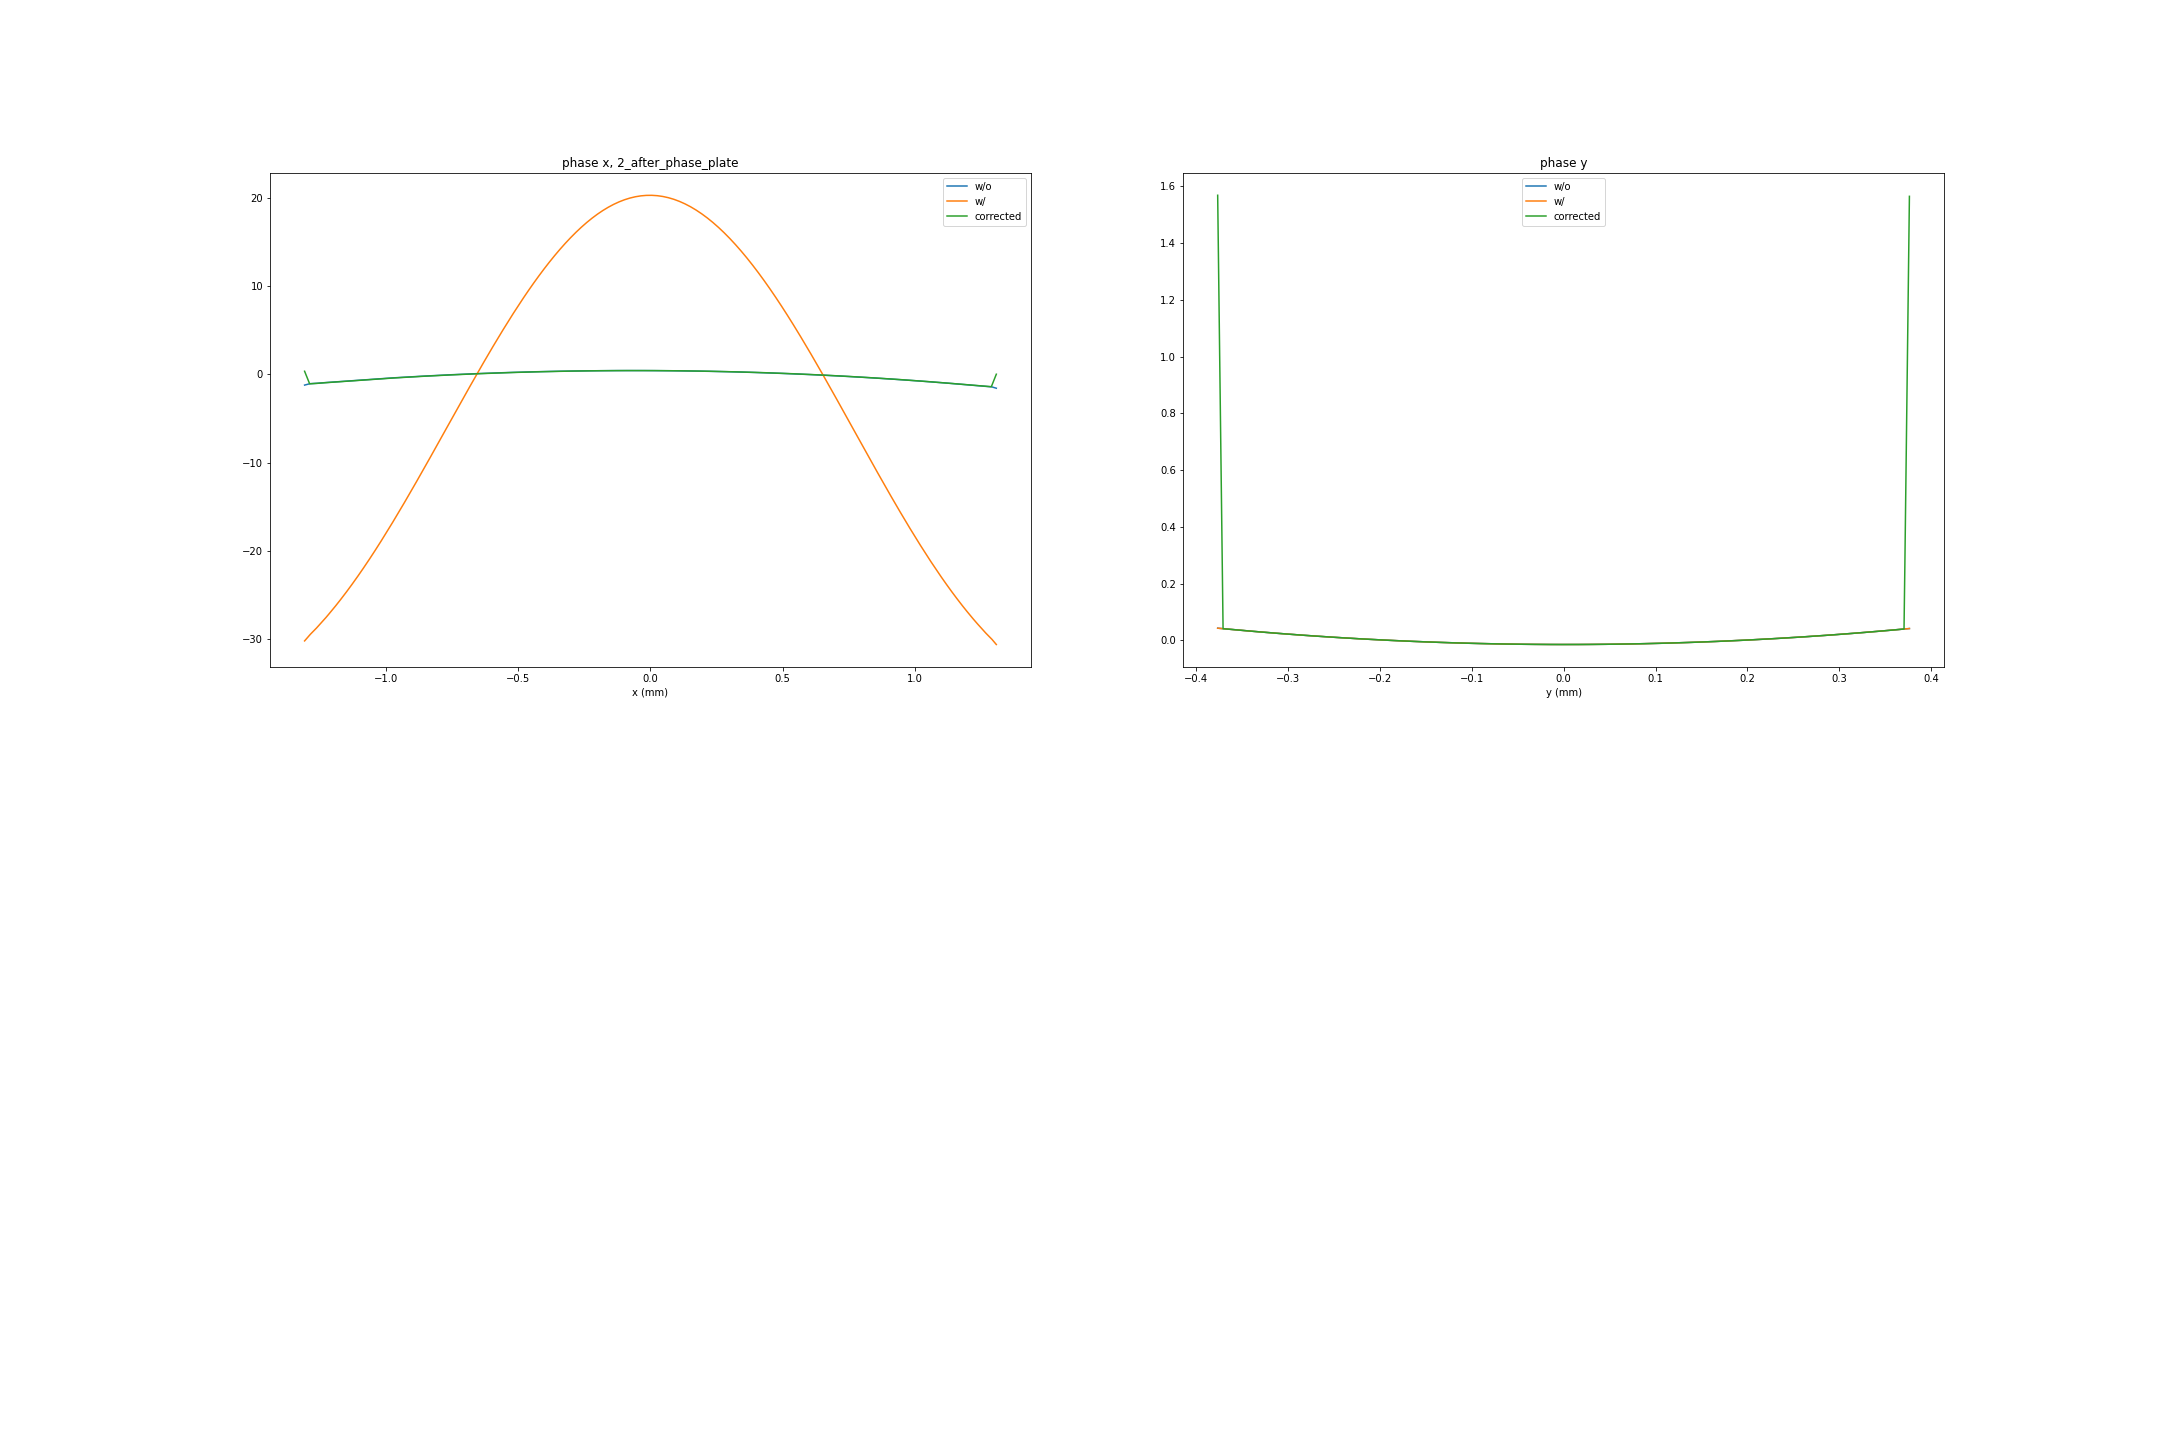 phase x, 2_after_phase_plate
20
10
0
−10
−20
−30
w/o
w/
corrected
−1.0 −0.5 0.0 0.5 1.0
x (mm)
phase y
1.6
1.4
1.2
1.0
0.8
0.6
0.4
0.2
0.0
w/o
w/
corrected
−0.4 −0.3 −0.2 −0.1 0.0 0.1 0.2 0.3 0.4
y (mm)